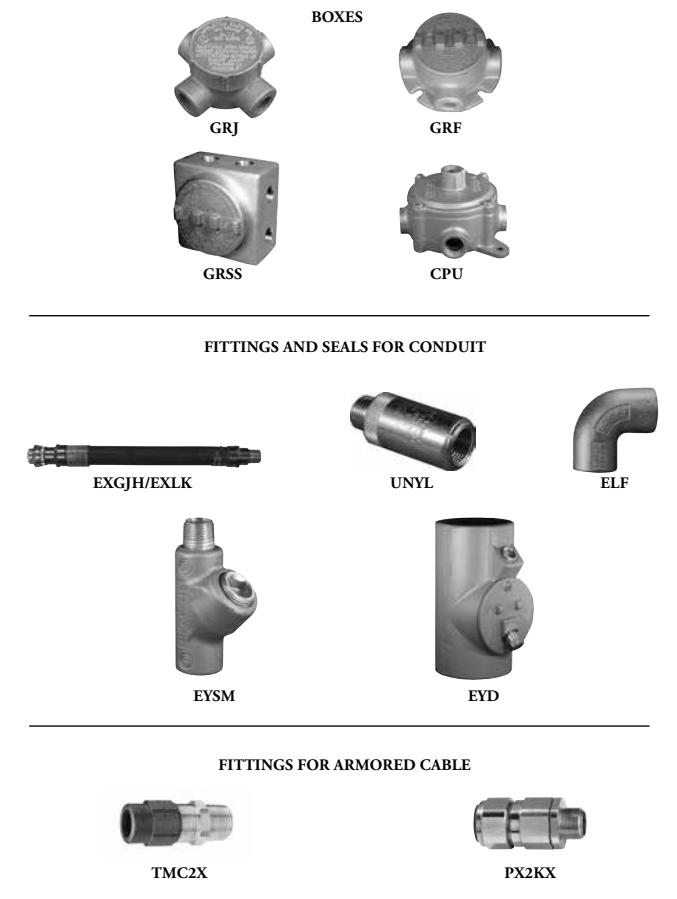 BOXES
GRJ
GRF
GRSS
CPU
FITTINGS AND SEALS FOR CONDUIT
EXGJH/EXLK
UNYL
ELF
EYSM
EYD
FITTINGS FOR ARMORED CABLE
TMC2X
PX2KX